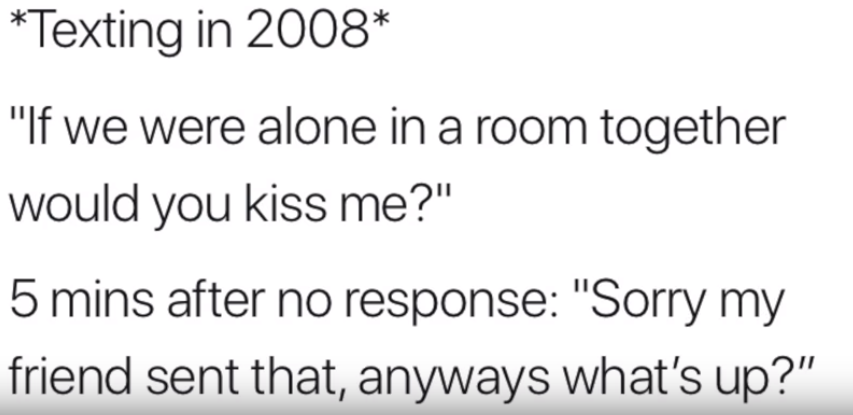 *Texting in 2008*
"If we were alone in a room together
would you kiss me?"
5 mins after no response: "Sorry my
friend sent that, anyways what’s up?”